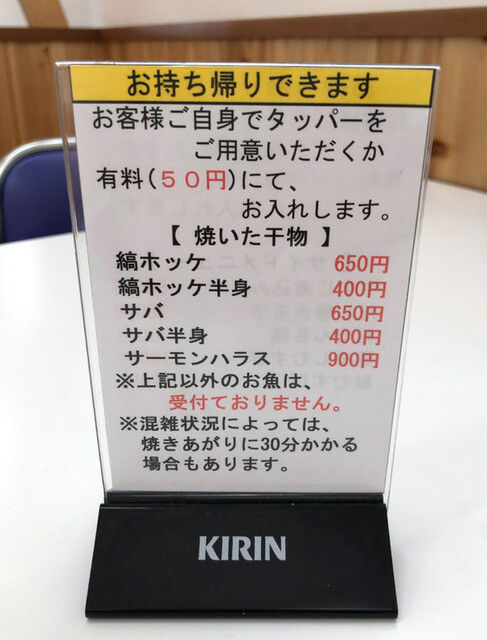 お持ち帰りできます
お客様ご自身でタッパーを
ご用意いただくか
有料(５０円)にて、
お入れします。
【 焼いた干物 】
縞ホッケ 650円
縞ホッケ半身 400円
サバ 650円
サバ半身 400円
サーモンハラス 900円
※上記以外のお魚は、
受付ておりません。
※混雑状況によっては、
焼きあがりに30分かかる
場合もあります。
KIRIN